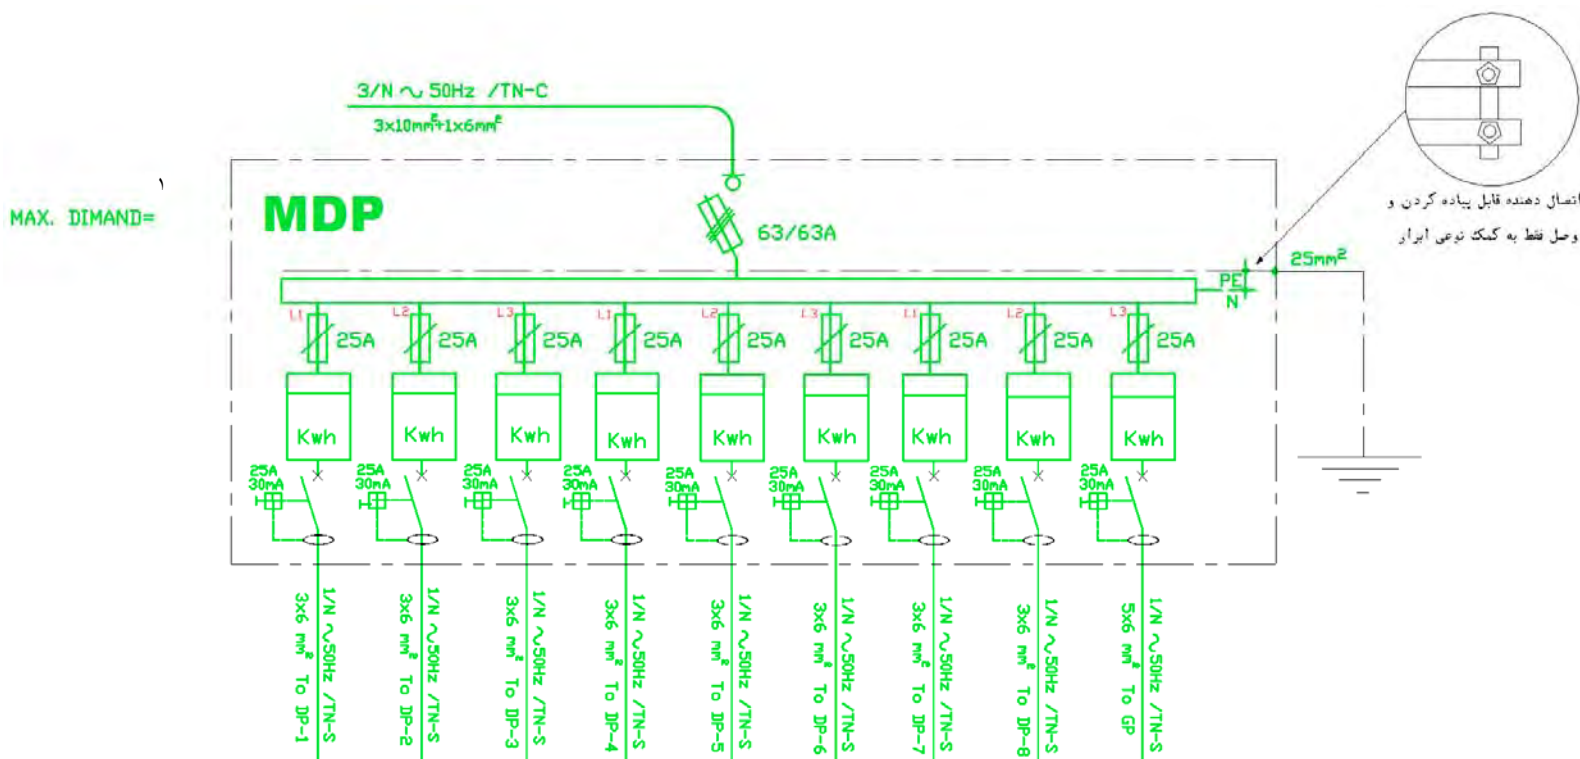 3/N ∿ 50Hz /TN-C
3x10mm²+1x6mm²
۱
MAX. DIMAND=
MDP
63/63A
اتصال دهنده قابل پیاده کردن و
وصل فقط به کمک نوعی ابزار
25mm²
PE
N
L1 L2 L3 L1 L2 L3 L1 L2 L3
25A 25A 25A 25A 25A 25A 25A 25A 25A
Kwh Kwh Kwh Kwh Kwh Kwh Kwh Kwh Kwh
25A 25A 25A 25A 25A 25A 25A 25A 25A
30mA 30mA 30mA 30mA 30mA 30mA 30mA 30mA 30mA
1/N ∿50Hz /TN-S
3x6 mm² To DP-1
1/N ∿50Hz /TN-S
3x6 mm² To DP-2
1/N ∿50Hz /TN-S
3x6 mm² To DP-3
1/N ∿50Hz /TN-S
3x6 mm² To DP-4
1/N ∿50Hz /TN-S
3x6 mm² To DP-5
1/N ∿50Hz /TN-S
3x6 mm² To DP-6
1/N ∿50Hz /TN-S
3x6 mm² To DP-7
1/N ∿50Hz /TN-S
3x6 mm² To DP-8
1/N ∿50Hz /TN-S
5x6 mm² To GP